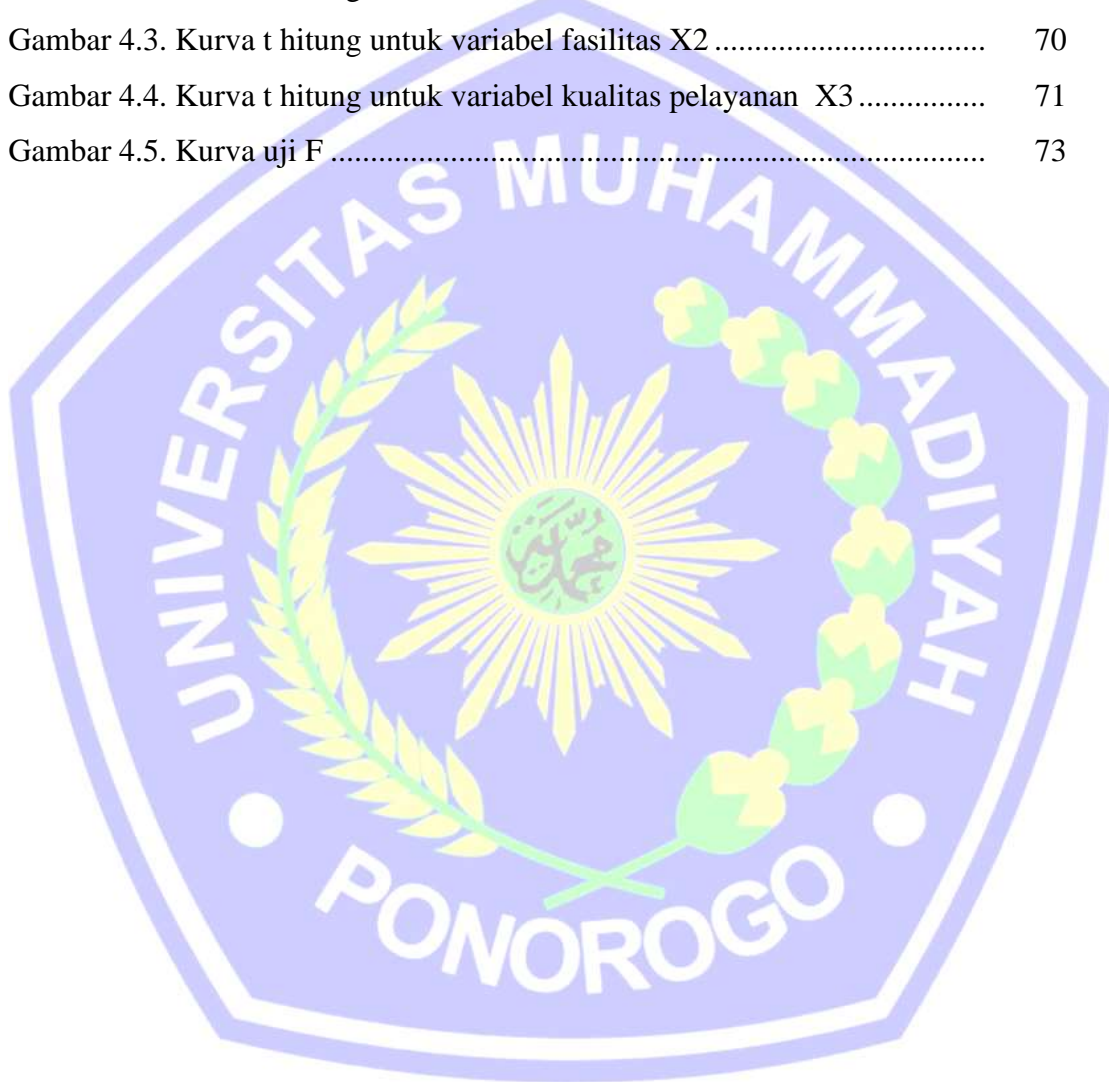 Gambar 4.3. Kurva t hitung untuk variabel fasilitas X2 .................................. 70
Gambar 4.4. Kurva t hitung untuk variabel kualitas pelayanan X3 ................ 71
Gambar 4.5. Kurva uji F ................................................................................... 73
UNIVERSITAS MUHAMMADIYAH
محمدية
PONOROGO